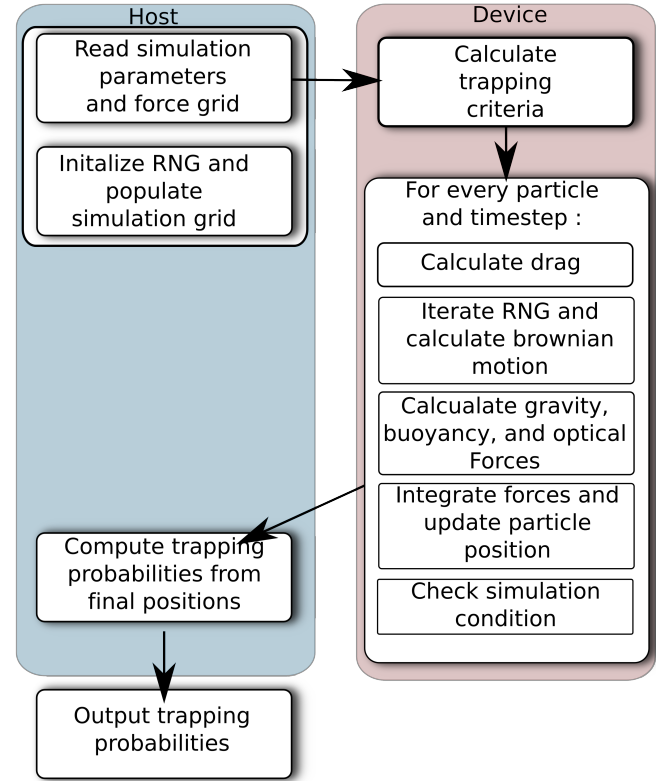 Host
Read simulation
parameters
and force grid
Initalize RNG and
populate
simulation grid
Compute trapping
probabilities from
final positions
Output trapping
probabilities
Device
Calculate
trapping
criteria
For every particle
and timestep :
Calculate drag
Iterate RNG and
calculate brownian
motion
Calcualate gravity,
buoyancy, and optical
Forces
Integrate forces and
update particle
position
Check simulation
condition